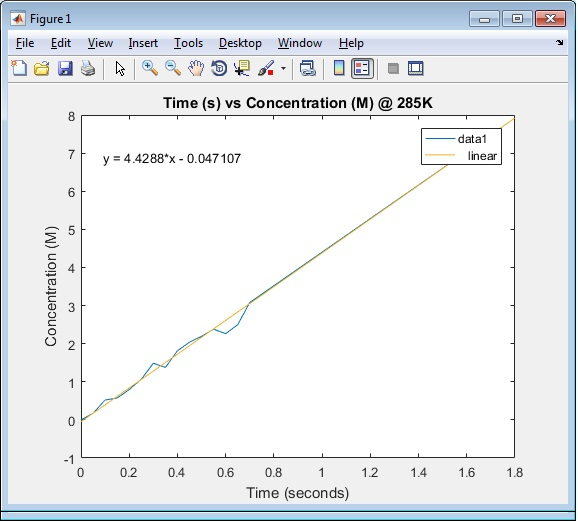 Figure 1
File Edit View Insert Tools Desktop Window Help
Time (s) vs Concentration (M) @ 285K
y = 4.4288*x - 0.047107
data1
linear
Concentration (M)
8
7
6
5
4
3
2
1
0
-1
0 0.2 0.4 0.6 0.8 1 1.2 1.4 1.6 1.8
Time (seconds)